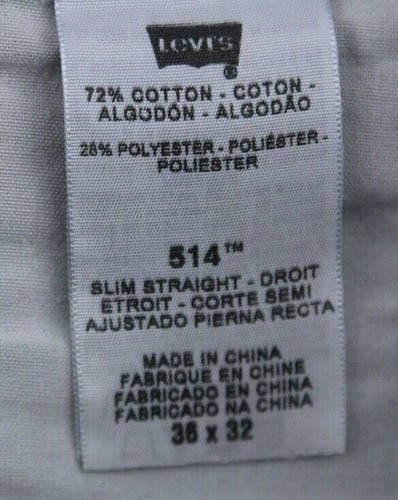 Levi's
®
72% COTTON - COTON -
ALGODÓN - ALGODÃO
28% POLYESTER - POLIÉSTER -
POLIESTER
514™
SLIM STRAIGHT - DROIT
ETROIT - CORTE SEMI
AJUSTADO PIERNA RECTA
MADE IN CHINA
FABRIQUE EN CHINE
FABRICADO EN CHINA
FABRICADO NA CHINA
36 x 32